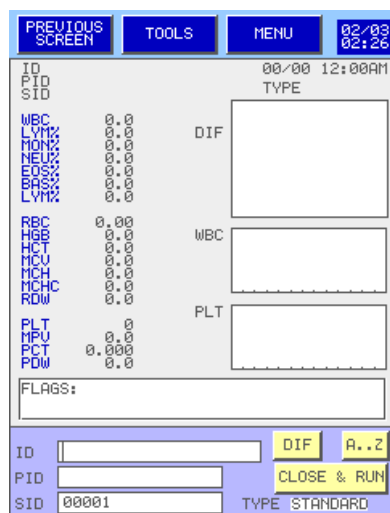 PREVIOUS SCREEN TOOLS MENU 02/03 02:26
ID 00/00 12:00AM
PID TYPE
SID
WBC 0.0
LYM% 0.0 DIF
MON% 0.0
NEU% 0.0
EOS% 0.0
BAS% 0.0
LYM% 0.0
RBC 0.00
HGB 0.0 WBC
HCT 0.0
MCV 0.0
MCH 0.0
MCHC 0.0
RDW 0.0
PLT
PLT 0
MPV 0.0
PCT 0.000
PDW 0.0
FLAGS:
ID DIF A..Z
PID CLOSE & RUN
SID 00001 TYPE STANDARD